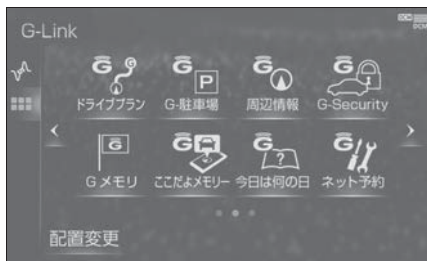 G-Link
DCM
ドライブプラン G-駐車場 周辺情報 G-Security
Gメモリ ここだよメモリー 今日は何の日 ネット予約
配置変更